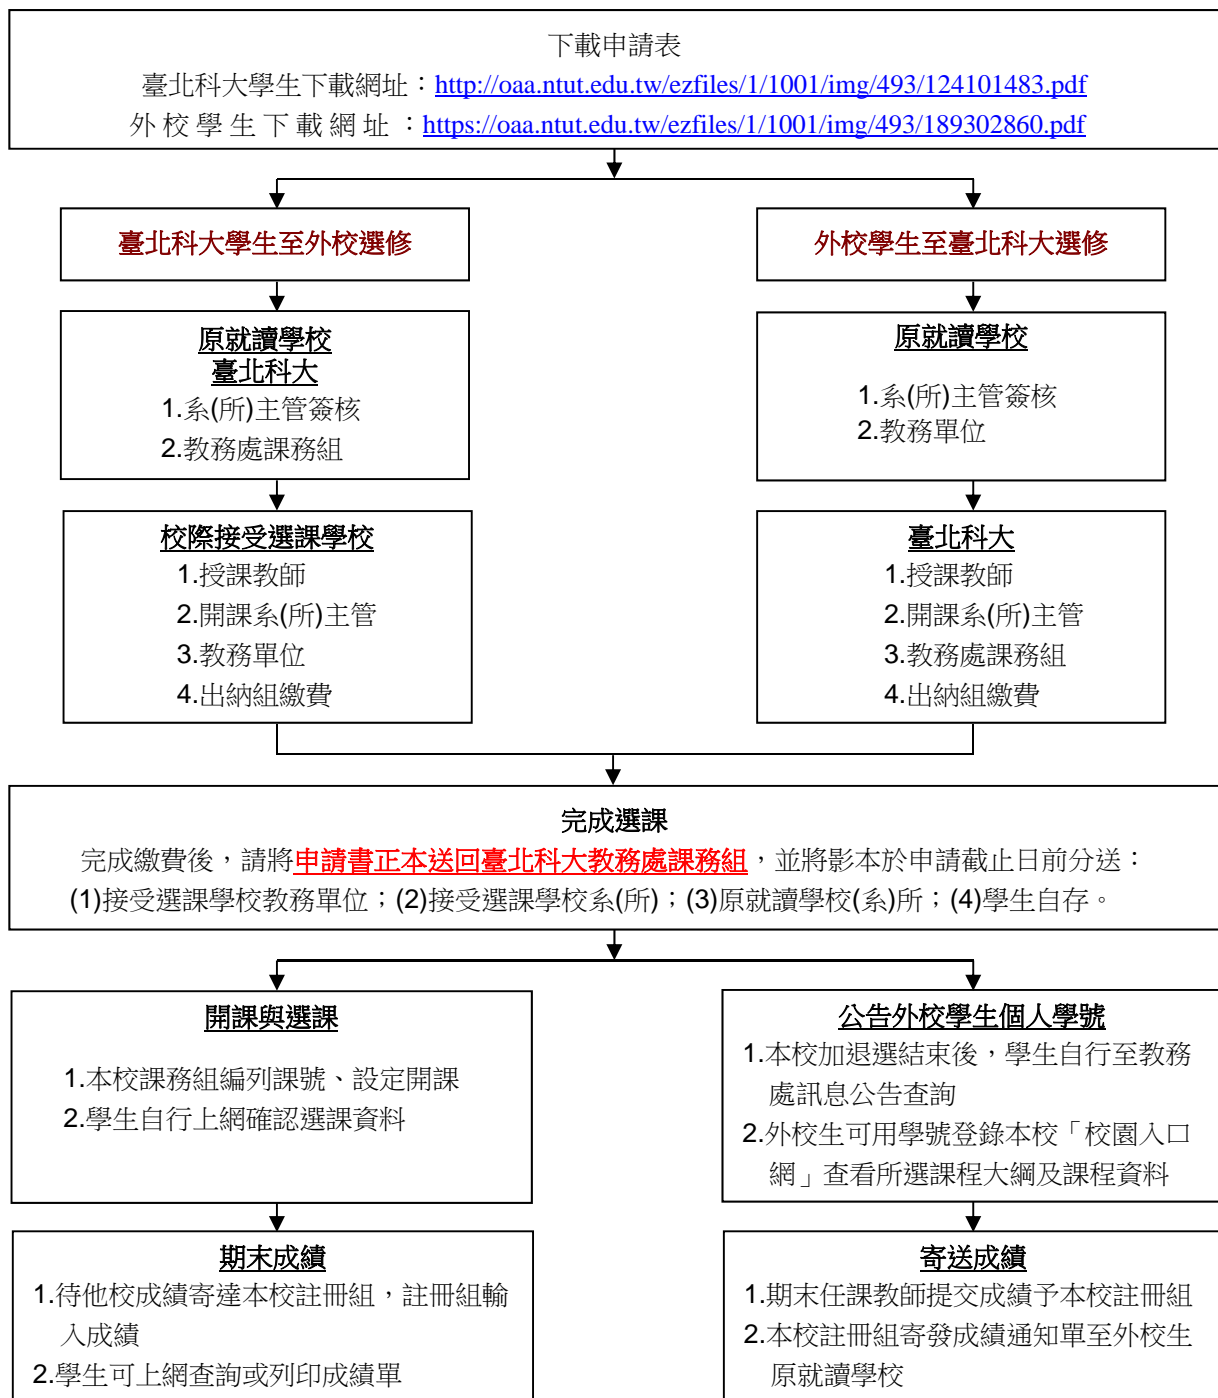 下載申請表
臺北科大學生下載網址：http://oaa.ntut.edu.tw/ezfiles/1/1001/img/493/124101483.pdf
外校學生下載網址：https://oaa.ntut.edu.tw/ezfiles/1/1001/img/493/189302860.pdf
臺北科大學生至外校選修
原就讀學校
臺北科大
1.系(所)主管簽核
2.教務處課務組
校際接受選課學校
1.授課教師
2.開課系(所)主管
3.教務單位
4.出納組繳費
外校學生至臺北科大選修
原就讀學校
1.系(所)主管簽核
2.教務單位
臺北科大
1.授課教師
2.開課系(所)主管
3.教務處課務組
4.出納組繳費
完成選課
完成繳費後，請將申請書正本送回臺北科大教務處課務組，並將影本於申請截止日前分送：
(1)接受選課學校教務單位；(2)接受選課學校系(所)；(3)原就讀學校(系)所；(4)學生自存。
開課與選課
1.本校課務組編列課號、設定開課
2.學生自行上網確認選課資料
期末成績
1.待他校成績寄達本校註冊組，註冊組輸
入成績
2.學生可上網查詢或列印成績單
公告外校學生個人學號
1.本校加退選結束後，學生自行至教務
處訊息公告查詢
2.外校生可用學號登錄本校「校園入口
網」查看所選課程大綱及課程資料
寄送成績
1.期末任課教師提交成績予本校註冊組
2.本校註冊組寄發成績通知單至外校生
原就讀學校